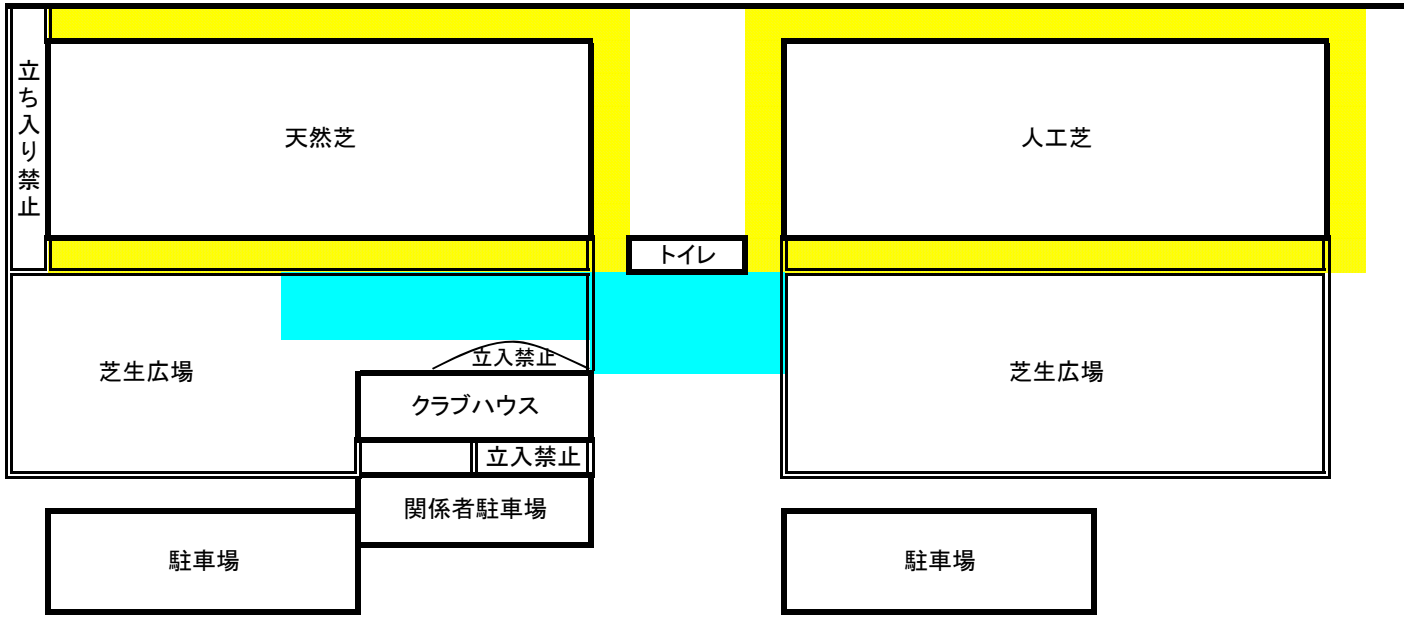 立ち入り禁止
天然芝
人工芝
トイレ
芝生広場
立入禁止
芝生広場
クラブハウス
立入禁止
関係者駐車場
駐車場
駐車場